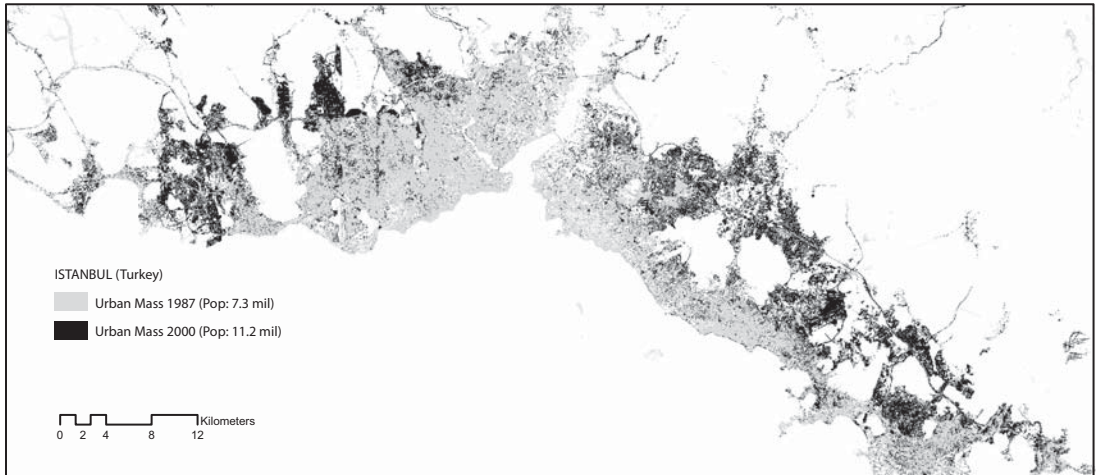 ISTANBUL (Turkey)
Urban Mass 1987 (Pop: 7.3 mil)
Urban Mass 2000 (Pop: 11.2 mil)
Kilometers
0 2 4 8 12